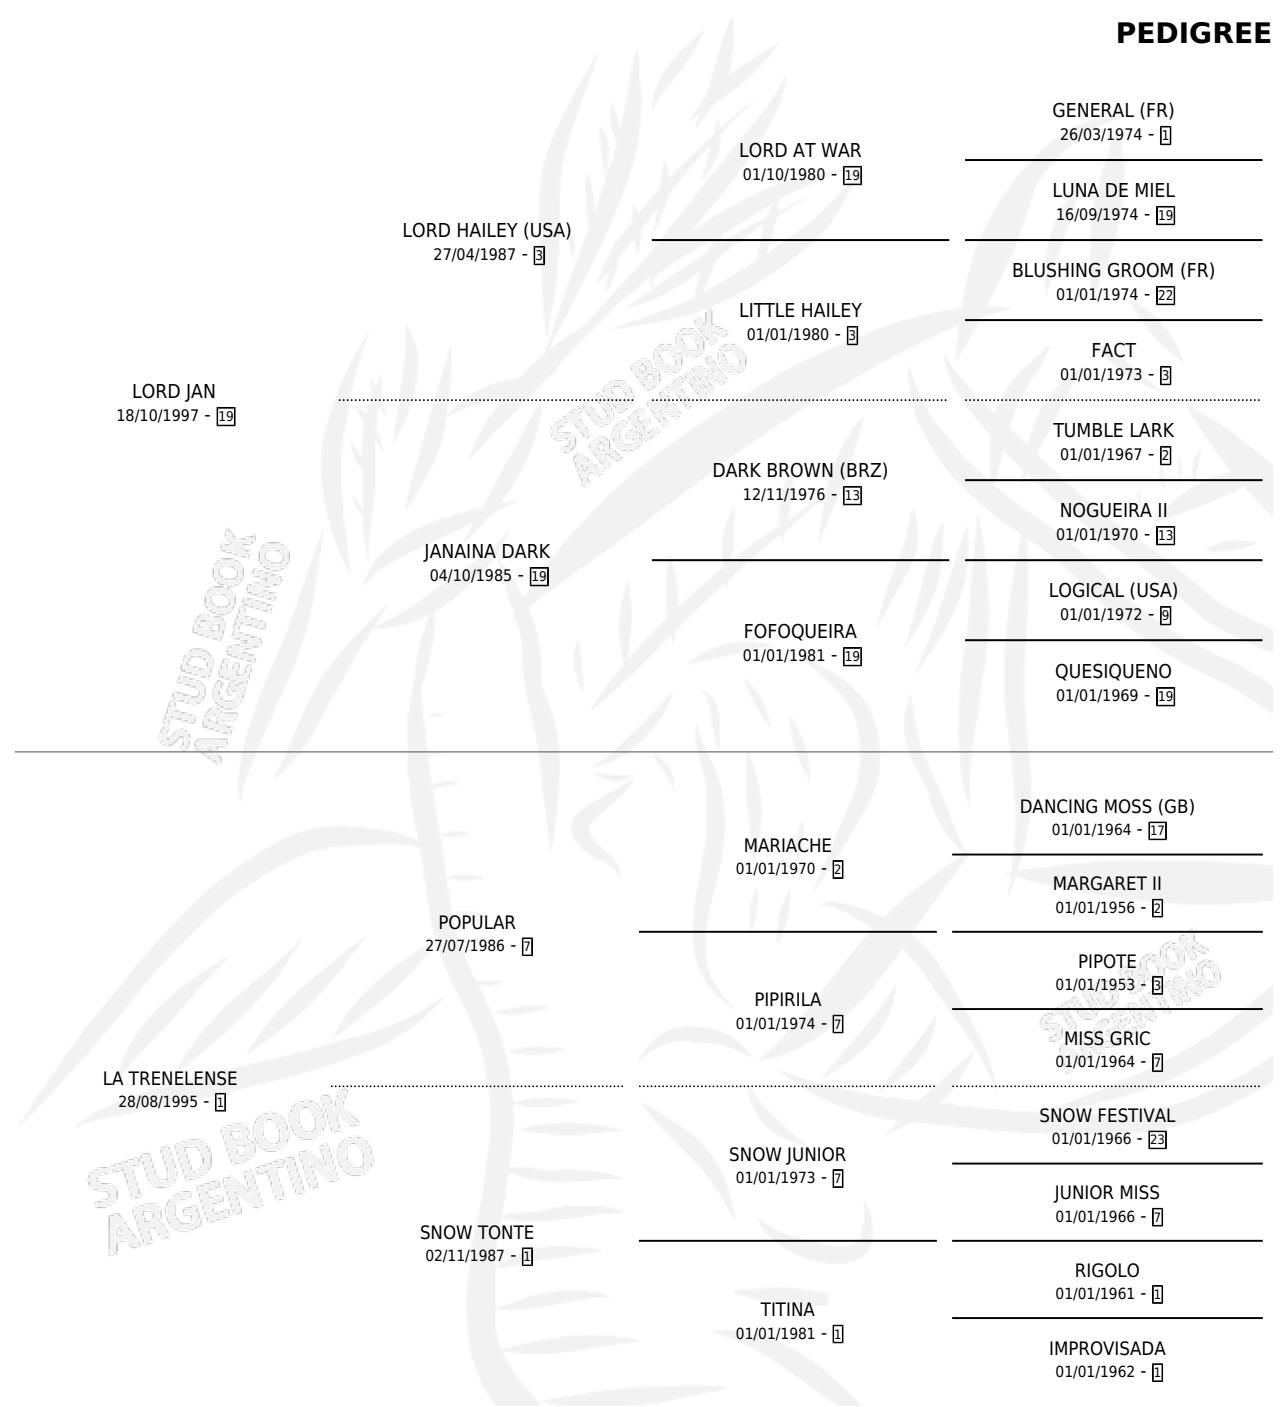 PEDIGREE
LORD JAN
18/10/1997 - 19
LORD HAILEY (USA)
27/04/1987 - 3
LORD AT WAR
01/10/1980 - 19
GENERAL (FR)
26/03/1974 - 1
LUNA DE MIEL
16/09/1974 - 19
LITTLE HAILEY
01/01/1980 - 3
BLUSHING GROOM (FR)
01/01/1974 - 22
FACT
01/01/1973 - 3
JANAINA DARK
04/10/1985 - 19
DARK BROWN (BRZ)
12/11/1976 - 13
TUMBLE LARK
01/01/1967 - 2
NOGUEIRA II
01/01/1970 - 13
FOFOQUEIRA
01/01/1981 - 19
LOGICAL (USA)
01/01/1972 - 9
QUESIQUENO
01/01/1969 - 19
LA TRENELENSE
28/08/1995 - 1
POPULAR
27/07/1986 - 7
MARIACHE
01/01/1970 - 2
DANCING MOSS (GB)
01/01/1964 - 17
MARGARET II
01/01/1956 - 2
PIPIRILA
01/01/1974 - 7
PIPOTE
01/01/1953 - 3
MISS GRIC
01/01/1964 - 7
SNOW TONTE
02/11/1987 - 1
SNOW JUNIOR
01/01/1973 - 7
SNOW FESTIVAL
01/01/1966 - 23
JUNIOR MISS
01/01/1966 - 7
TITINA
01/01/1981 - 1
RIGOLO
01/01/1961 - 1
IMPROVISADA
01/01/1962 - 1
STUD BOOK
ARGENTINO
STUD BOOK
ARGENTINO
STUD BOOK
ARGENTINO
STUD BOOK
ARGENTINO